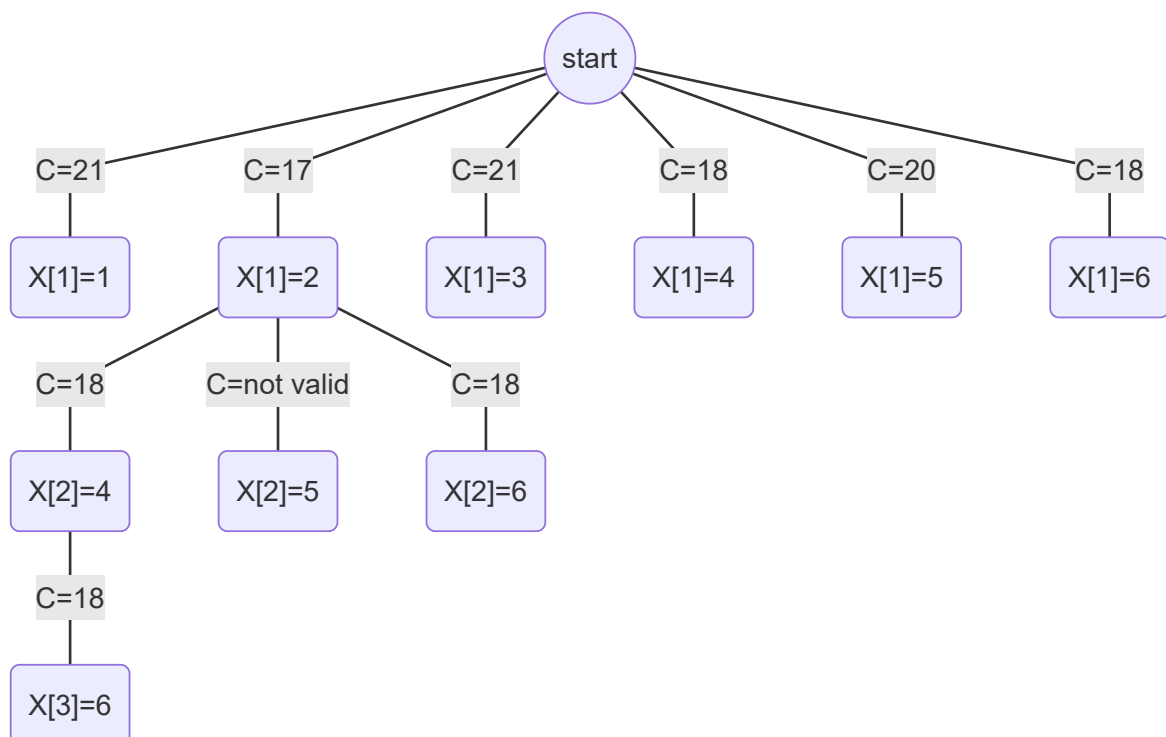 start
C=21
C=17
C=21
C=18
C=20
C=18
X[1]=1
X[1]=2
X[1]=3
X[1]=4
X[1]=5
X[1]=6
C=18
C=not valid
C=18
X[2]=4
X[2]=5
X[2]=6
C=18
X[3]=6